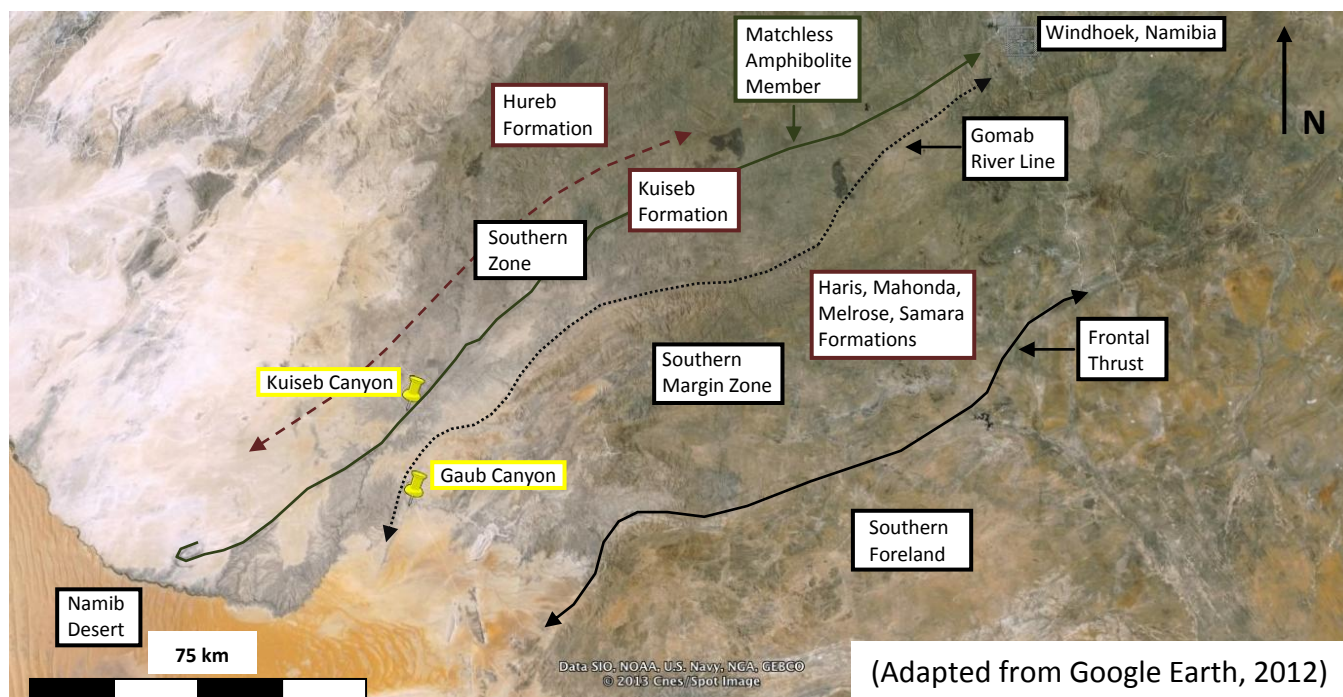 Windhoek, Namibia
Matchless
Amphibolite
Member
Hureb
Formation
N
Gomab
River Line
Kuiseb
Formation
Southern
Zone
Haris, Mahonda,
Melrose, Samara
Formations
Frontal
Thrust
Southern
Margin Zone
Kuiseb Canyon
Gaub Canyon
Southern
Foreland
Namib
Desert
75 km
Data SIO, NOAA, U.S. Navy, NGA, GEBCO
© 2013 Cnes/Spot Image
(Adapted from Google Earth, 2012)